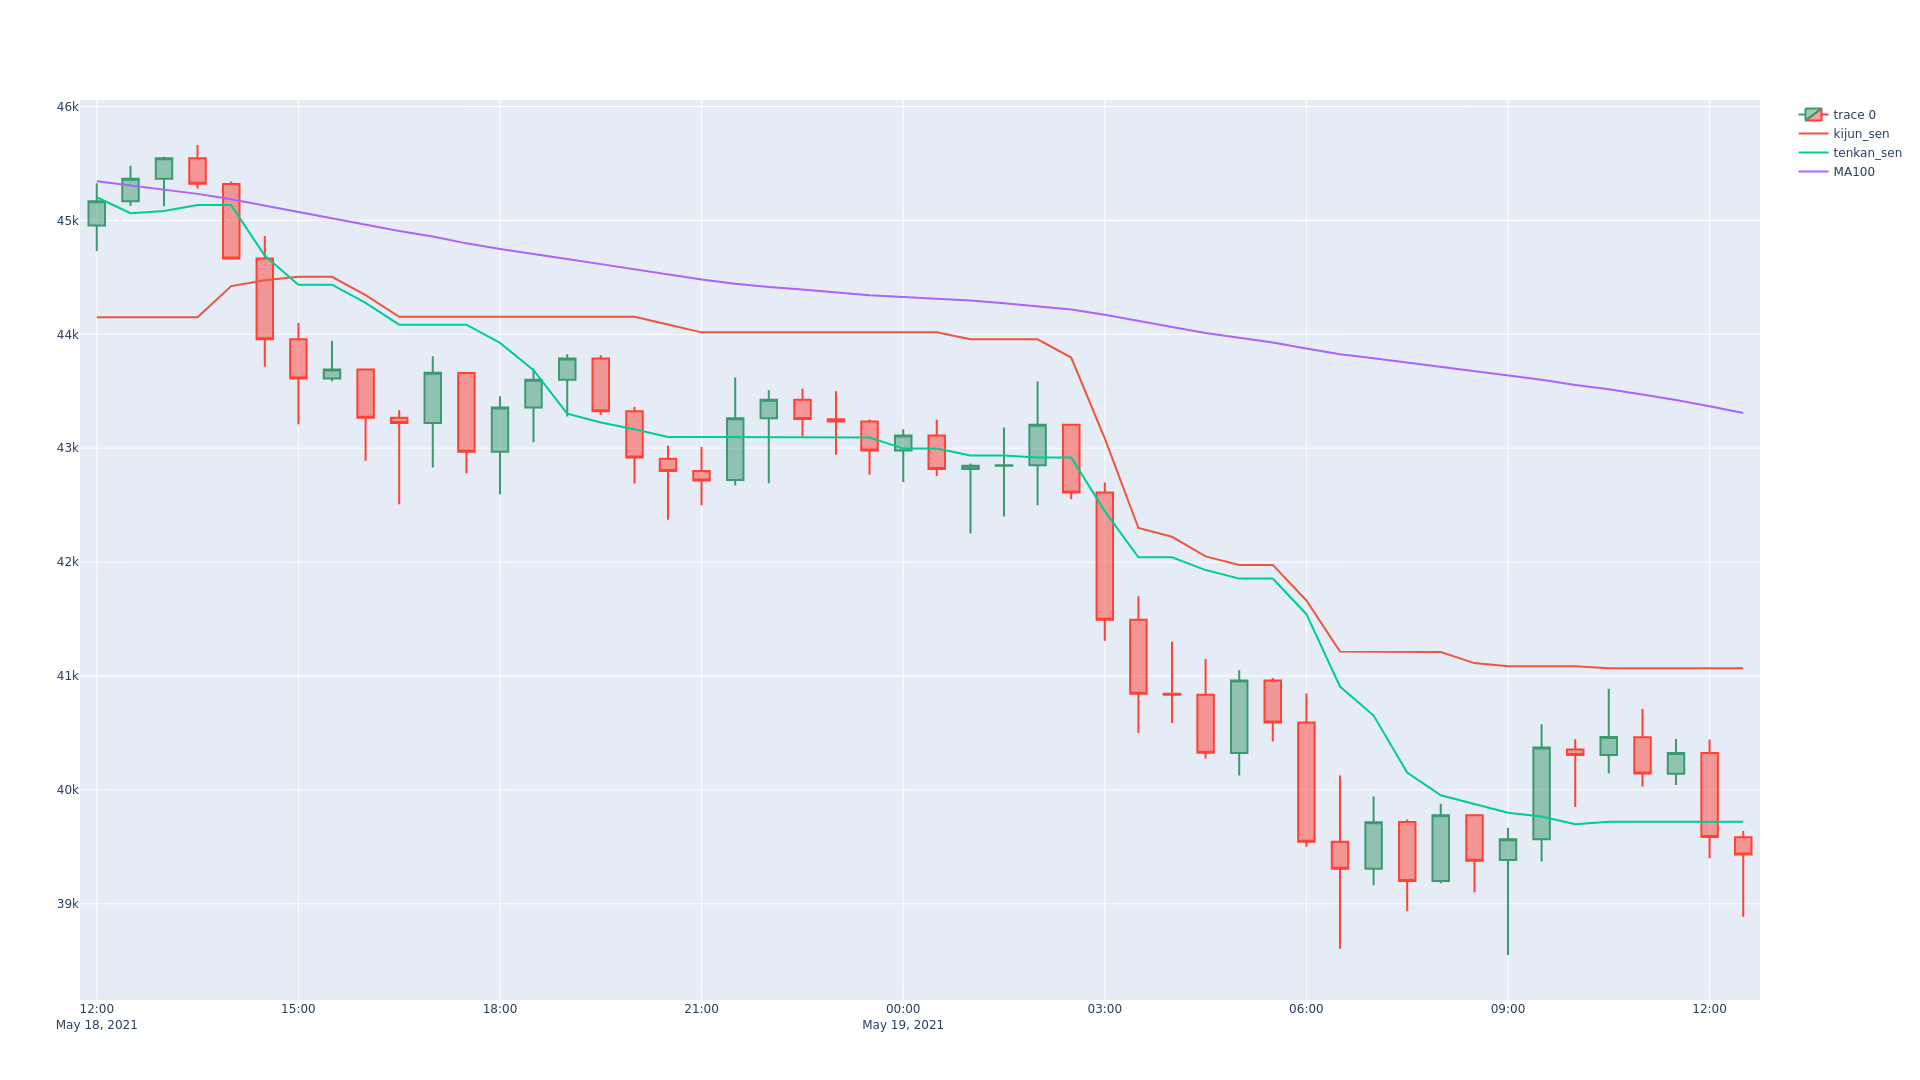 46k
45k
44k
43k
42k
41k
40k
39k
12:00
May 18, 2021
15:00
18:00
21:00
00:00
May 19, 2021
03:00
06:00
09:00
12:00
trace 0
kijun_sen
tenkan_sen
MA100